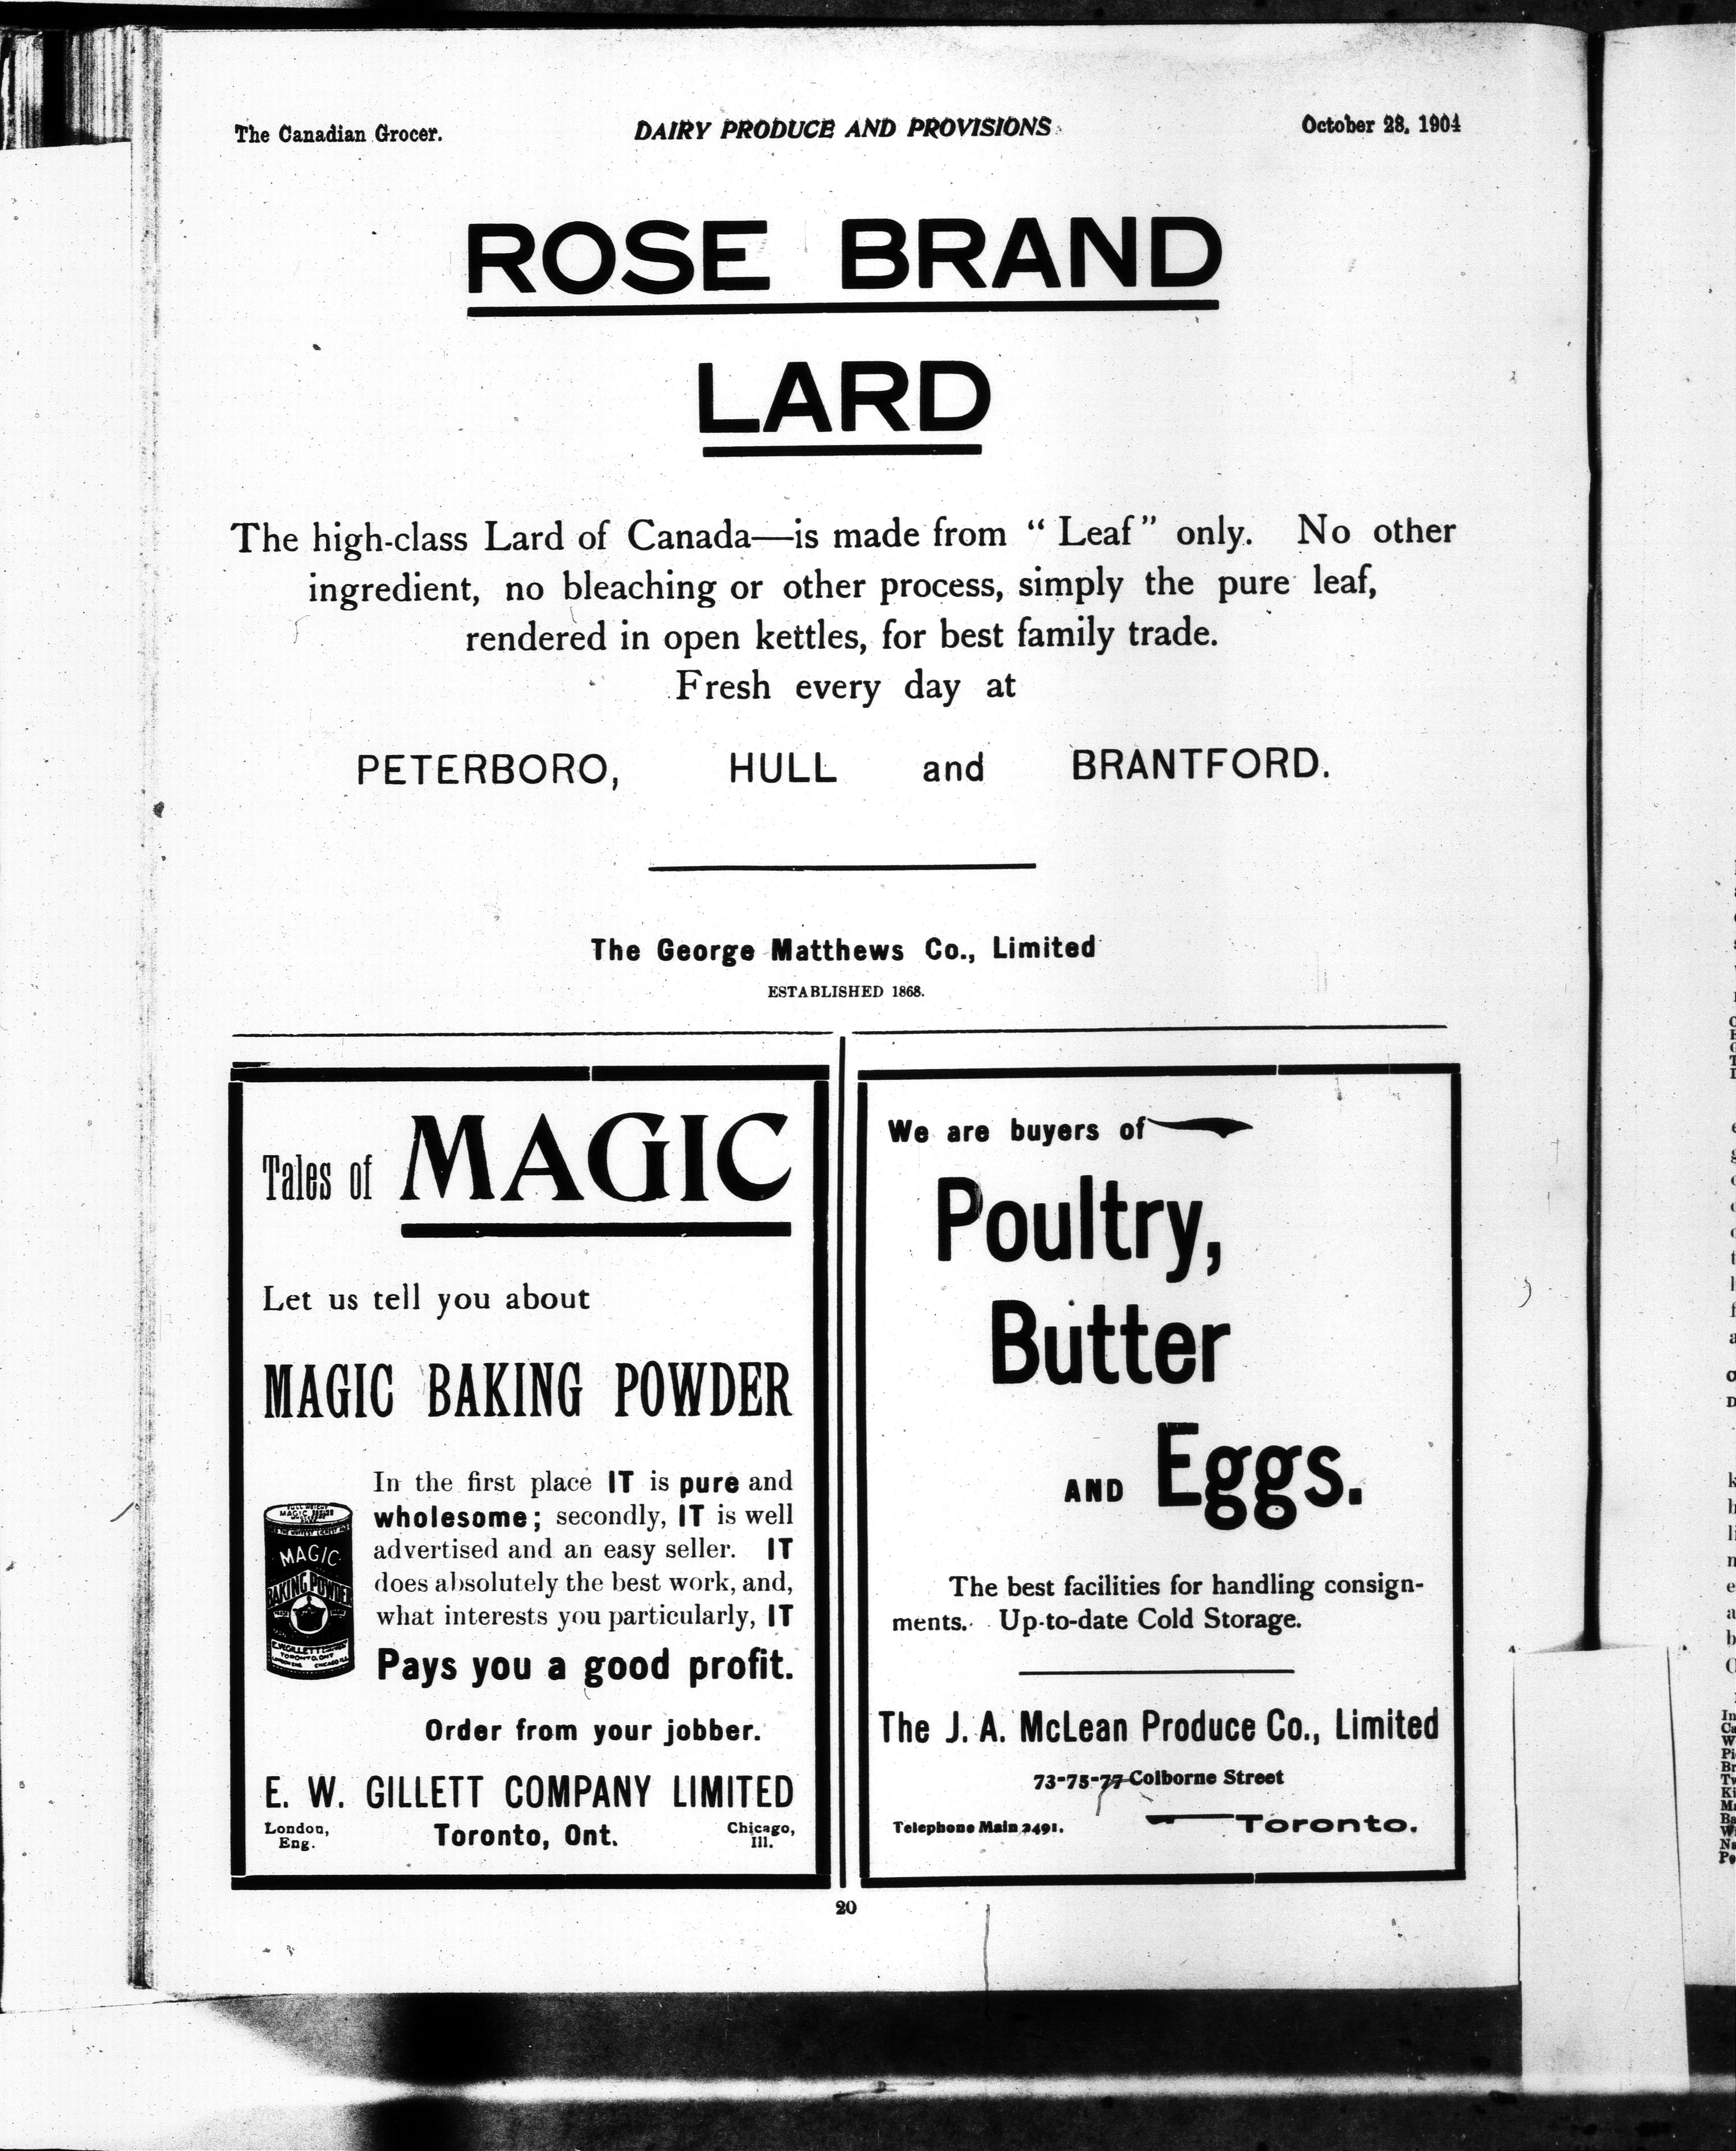 The Canadian Grocer.
DAIRY PRODUCE AND PROVISIONS
October 28, 1904
ROSE BRAND
LARD
The high-class Lard of Canada—is made from “ Leaf ” only. No other
ingredient, no bleaching or other process, simply the pure leaf,
rendered in open kettles, for best family trade.
Fresh every day at
PETERBORO, HULL and BRANTFORD.
The George Matthews Co., Limited
ESTABLISHED 1868.
Tales of MAGIC
Let us tell you about
MAGIC BAKING POWDER
In the first place IT is pure and
wholesome; secondly, IT is well
advertised and an easy seller. IT
does absolutely the best work, and,
what interests you particularly, IT
Pays you a good profit.
MAGIC
BAKING POWDER
E.W.GILLETT
TORONTO, ONT
Order from your jobber.
E. W. GILLETT COMPANY LIMITED
London, Eng.
Toronto, Ont.
Chicago, Ill.
We are buyers of
Poultry,
Butter
AND Eggs.
The best facilities for handling consign-
ments. Up-to-date Cold Storage.
The J. A. McLean Produce Co., Limited
73-75-77 Colborne Street
Telephone Main 2491.
Toronto.
20